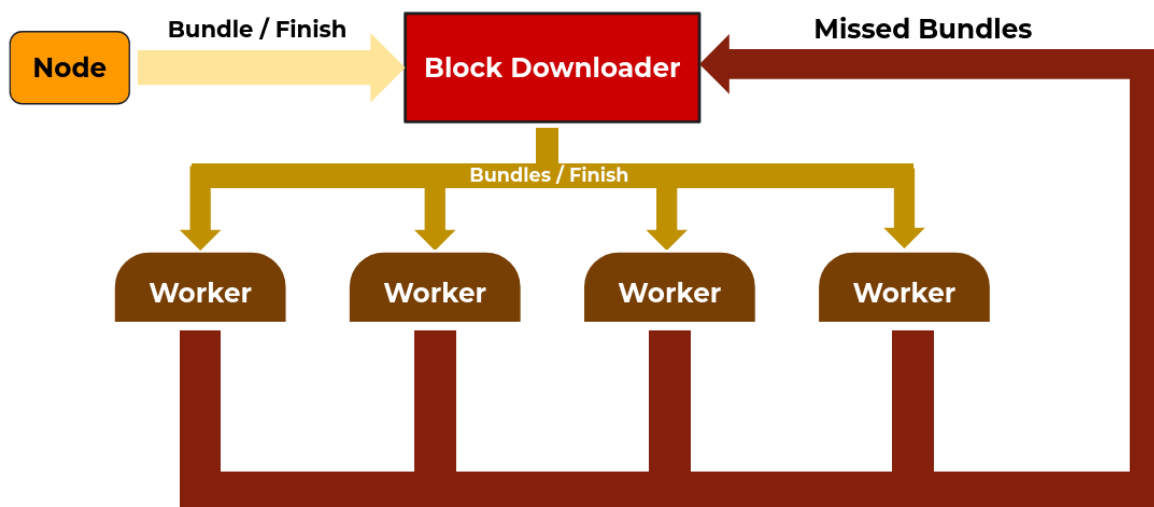 Bundle / Finish
Missed Bundles
Node
Block Downloader
Bundles / Finish
Worker
Worker
Worker
Worker